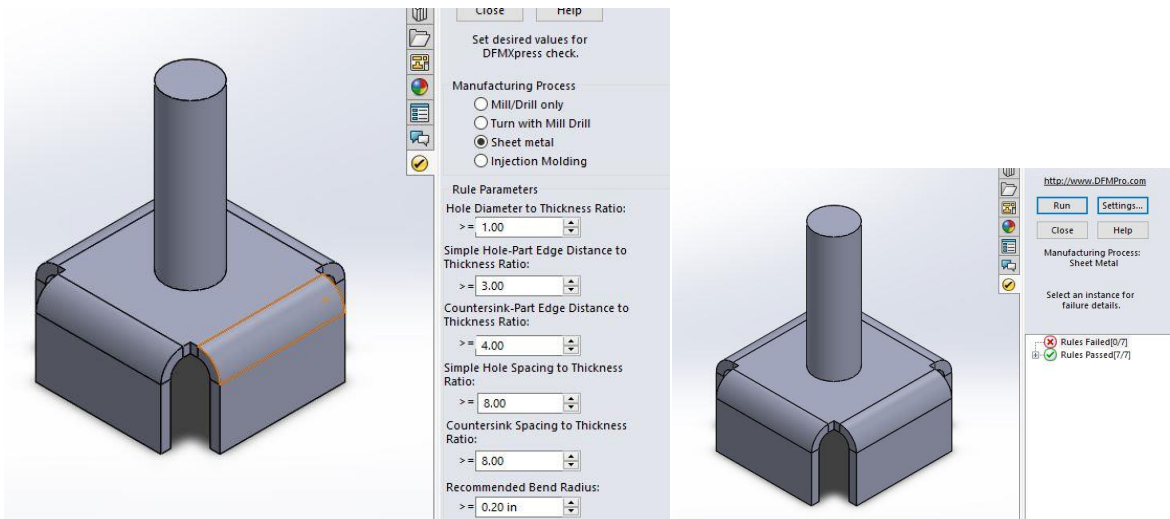 Close Help
Set desired values for
DFMXpress check.
Manufacturing Process
Mill/Drill only
Turn with Mill Drill
Sheet metal
Injection Molding
Rule Parameters
Hole Diameter to Thickness Ratio:
>= 1.00
Simple Hole-Part Edge Distance to
Thickness Ratio:
>= 3.00
Countersink-Part Edge Distance to
Thickness Ratio:
>= 4.00
Simple Hole Spacing to Thickness
Ratio:
>= 8.00
Countersink Spacing to Thickness
Ratio:
>= 8.00
Recommended Bend Radius:
>= 0.20 in
http://www.DFMPro.com
Run Settings...
Close Help
Manufacturing Process:
Sheet Metal
Select an instance for
failure details.
Rules Failed[0/7]
Rules Passed[7/7]